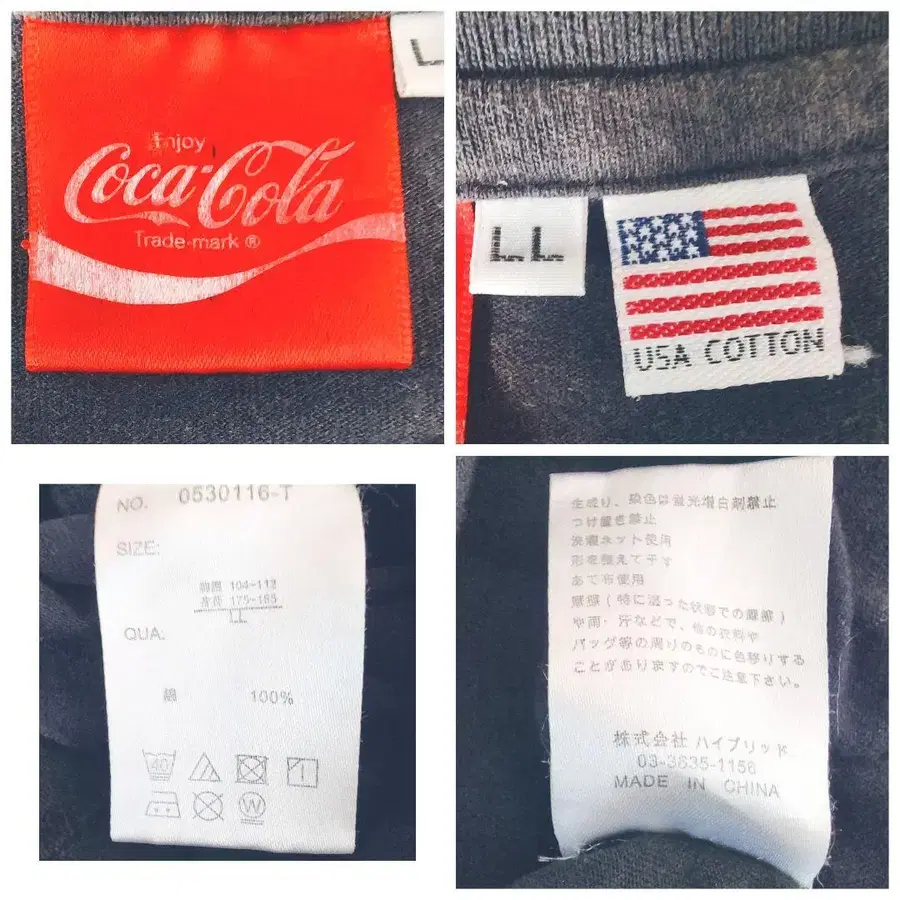 Enjoy
Coca-Cola
Trade-mark ®
L
LL
USA COTTON
NO. 0530116-T
SIZE:
胸囲 104~112
身長 175~185
LL
QUA:
綿 100%
40
生成り、染色は蛍光増白剤禁止
つけ置き禁止
洗濯ネット使用
形を整えて干す
あて布使用
摩擦(特に湿った状態での摩擦)
や雨・汗などで、他の衣料や
バッグ等の周りのものに色移りする
ことがありますのでご注意下さい。
株式会社 ハイブリッド
03-3635-1156
MADE IN CHINA